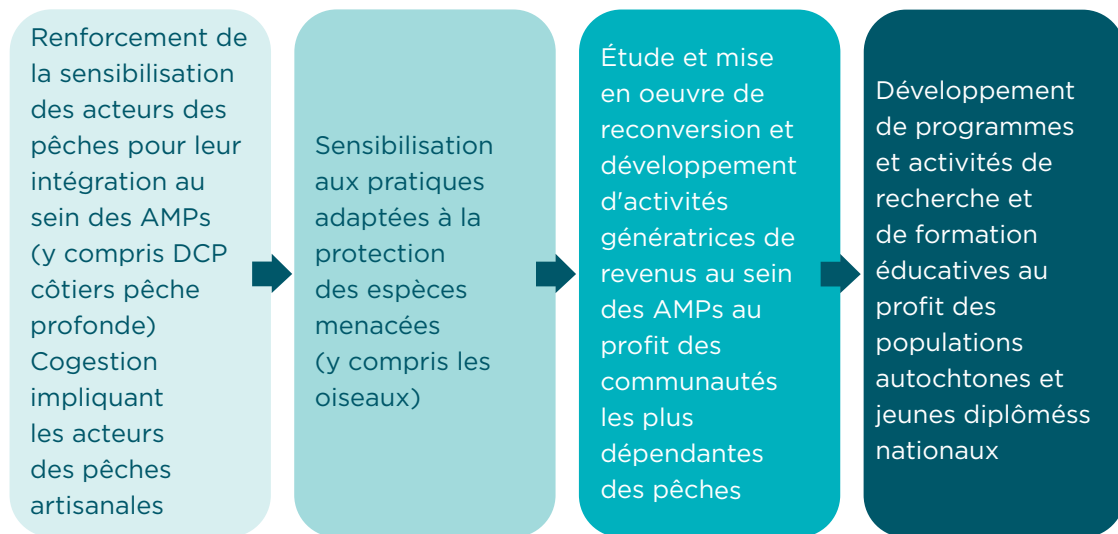 Renforcement de
la sensibilisation
des acteurs des
pêches pour leur
intégration au
sein des AMPs
(y compris DCP
côtiers pêche
profonde)
Cogestion
impliquant
les acteurs
des pêches
artisanales
Sensibilisation
aux pratiques
adaptées à la
protection
des espèces
menacées
(y compris les
oiseaux)
Étude et mise
en oeuvre de
reconversion et
développement
d'activités
génératrices de
revenus au sein
des AMPs au
profit des
communautés
les plus
dépendantes
des pêches
Développement
de programmes
et activités de
recherche et
de formation
éducatives au
profit des
populations
autochtones et
jeunes diplôméss
nationaux